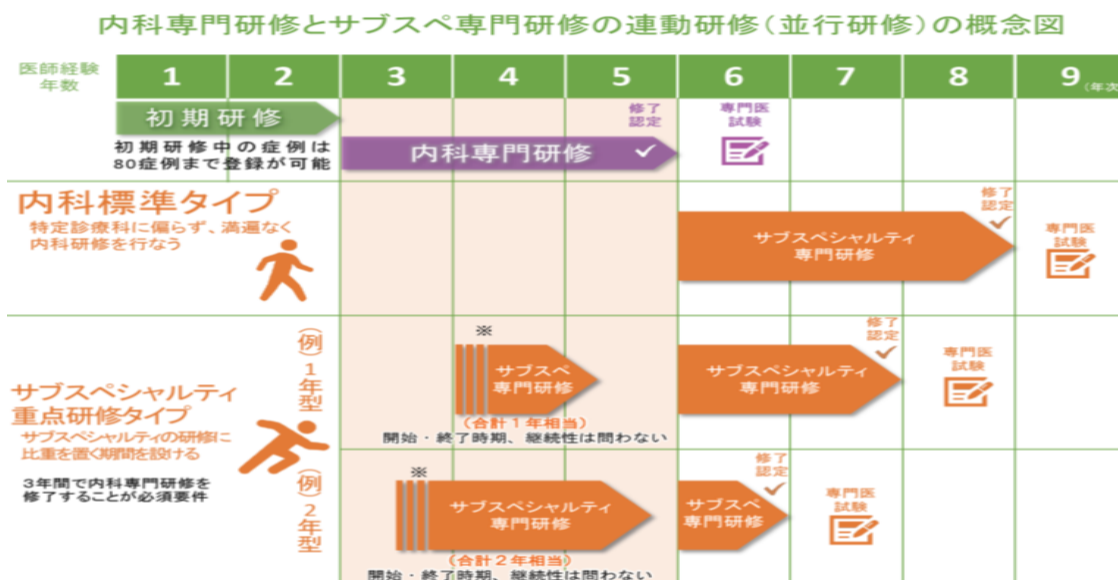 内科専門研修とサブスペ専門研修の連動研修(並行研修)の概念図
医師経験
年数
1 2 3 4 5 6 7 8 9(年次
初期研修
初期研修中の症例は
80症例まで登録が可能
内科専門研修
修了
認定
専門医
試験
内科標準タイプ
特定診療科に偏らず、満遍なく
内科研修を行なう
サブスペシャルティ
専門研修
修了
認定
専門医
試験
サブスペシャルティ
重点研修タイプ
サブスペシャルティの研修に
比重を置く期間を設ける
3年間で内科専門研修を
修了することが必須要件
(例)1年型
※
サブスペ
専門研修
(合計1年相当)
開始・終了時期、継続性は問わない
サブスペシャルティ
専門研修
修了
認定
専門医
試験
(例)2年型
※
サブスペシャルティ
専門研修
(合計2年相当)
開始・終了時期、継続性は問わない
サブスペ
専門研修
修了
認定
専門医
試験